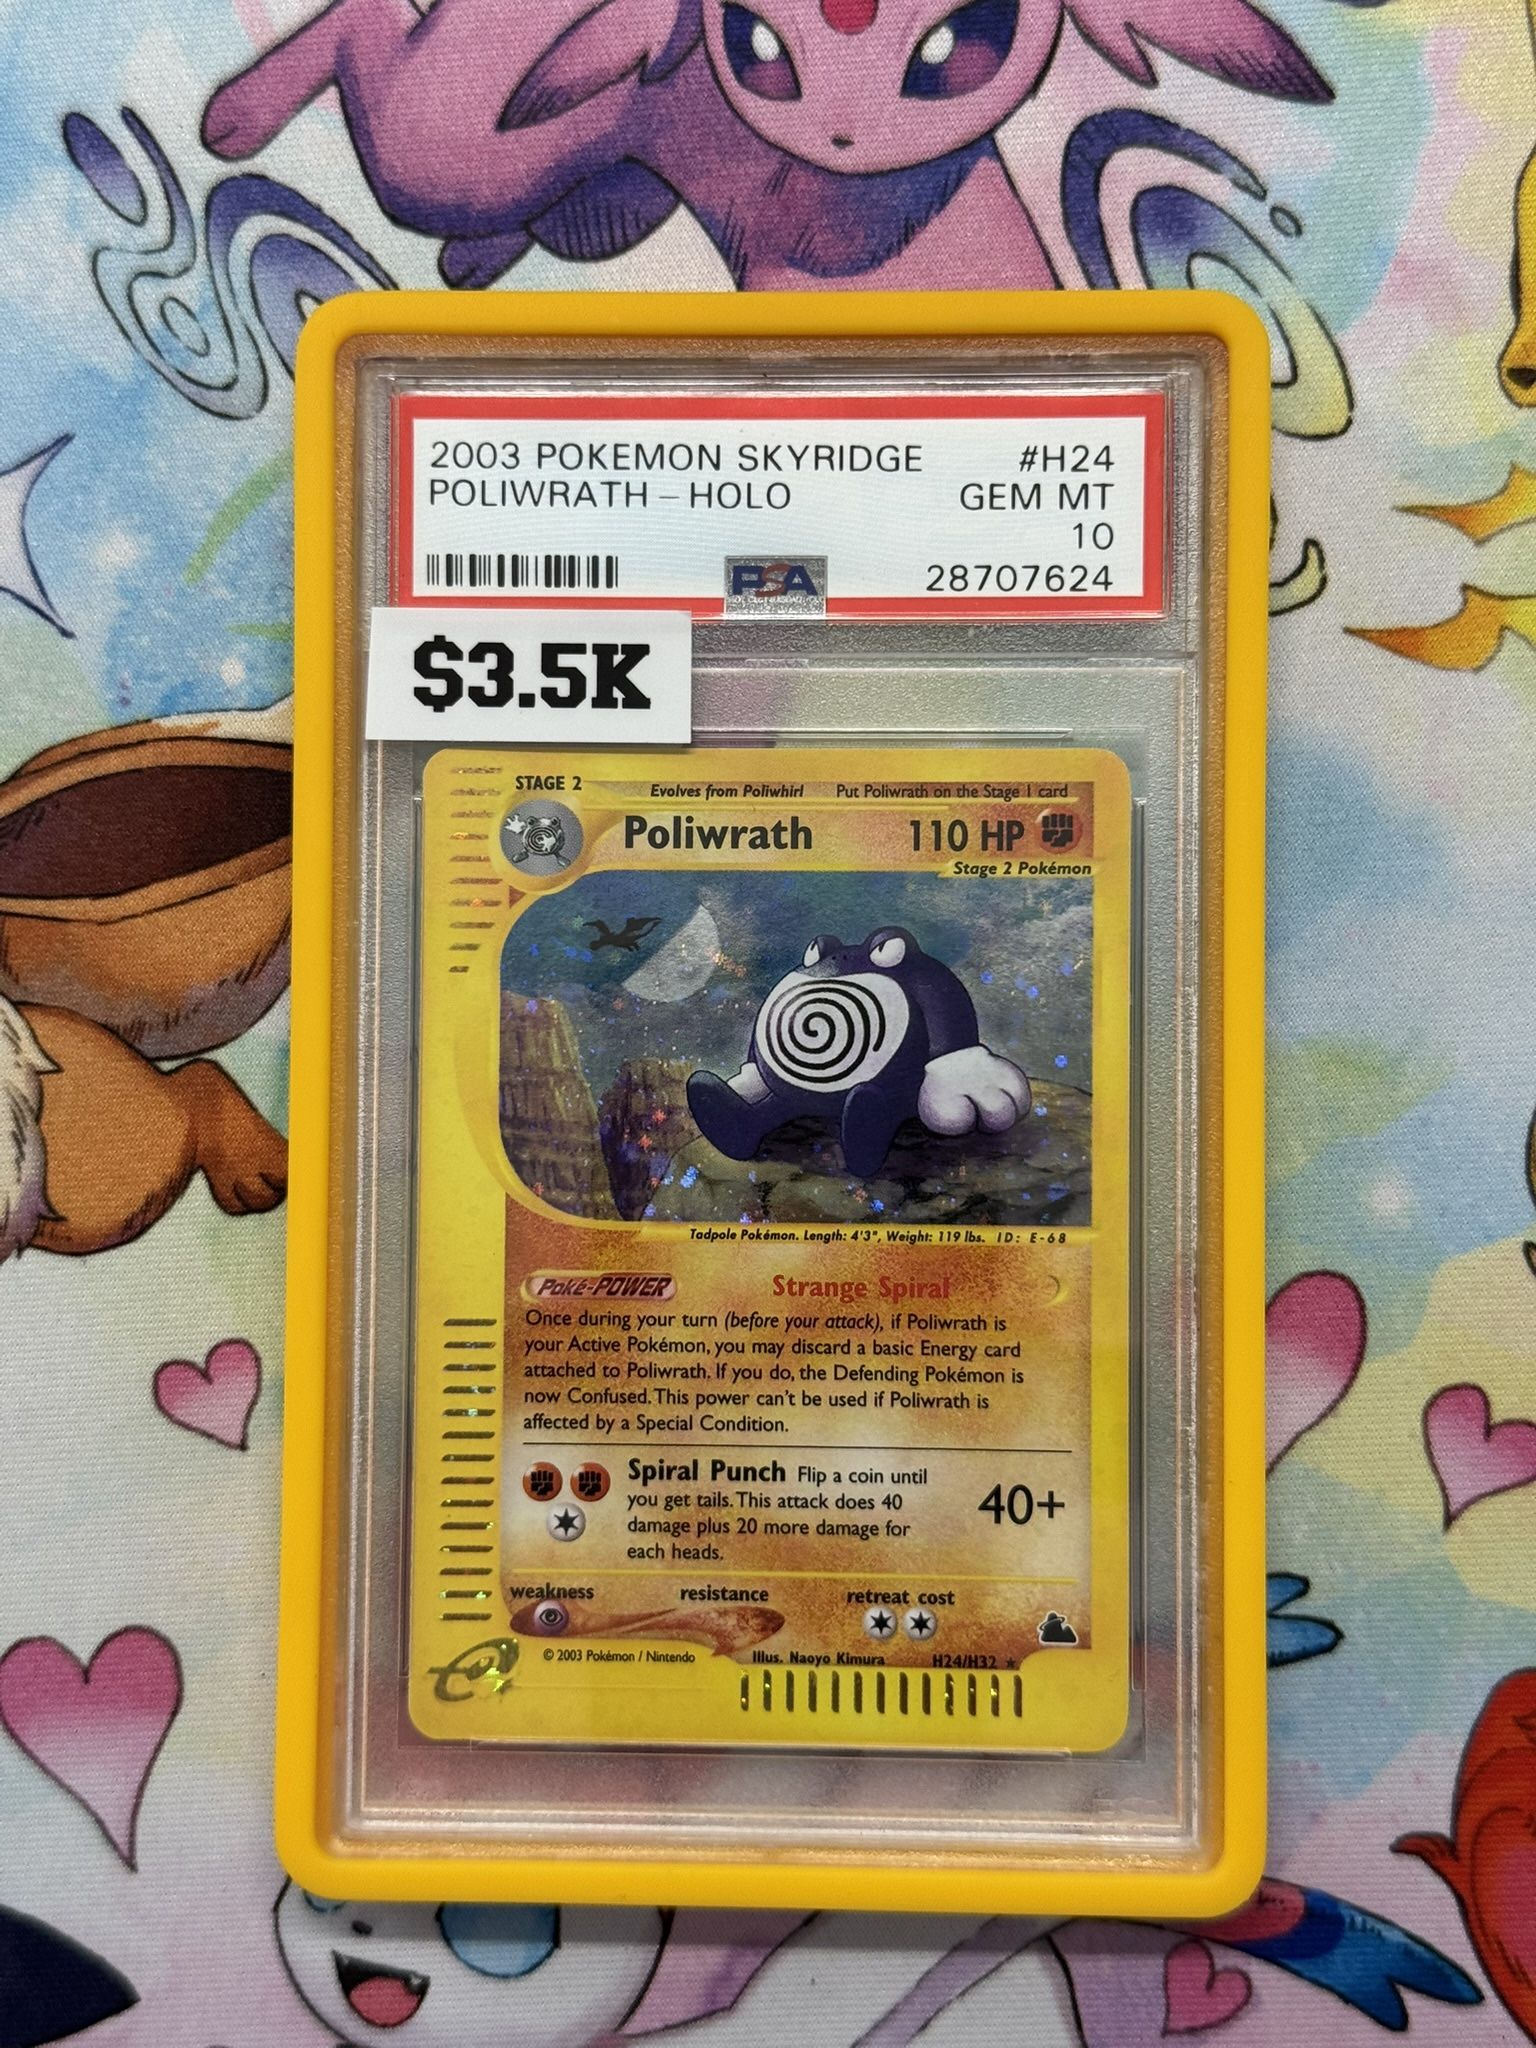 2003 POKEMON SKYRIDGE #H24
POLIWRATH - HOLO GEM MT
10
PSA 28707624
$3.5K
STAGE 2 Evolves from Poliwhirl Put Poliwrath on the Stage 1 card
Poliwrath 110 HP
Stage 2 Pokémon
Tadpole Pokémon. Length: 4'3", Weight: 119 lbs. ID: E-68
Poké-POWER Strange Spiral
Once during your turn (before your attack), if Poliwrath is
your Active Pokémon, you may discard a basic Energy card
attached to Poliwrath. If you do, the Defending Pokémon is
now Confused. This power can't be used if Poliwrath is
affected by a Special Condition.
Spiral Punch Flip a coin until
you get tails. This attack does 40
damage plus 20 more damage for
each heads.
40+
weakness resistance retreat cost
© 2003 Pokémon / Nintendo Illus. Naoyo Kimura H24/H32 ★
e